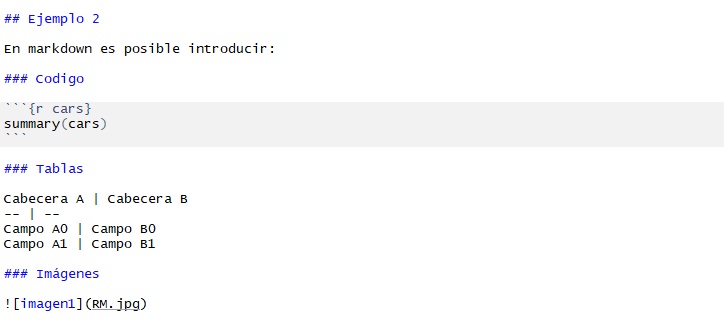 ## Ejemplo 2
En markdown es posible introducir:
### Codigo
```{r cars}
summary(cars)
```
### Tablas
Cabecera A | Cabecera B
-- | --
Campo A0 | Campo B0
Campo A1 | Campo B1
### Imágenes
![imagen1](RM.jpg)